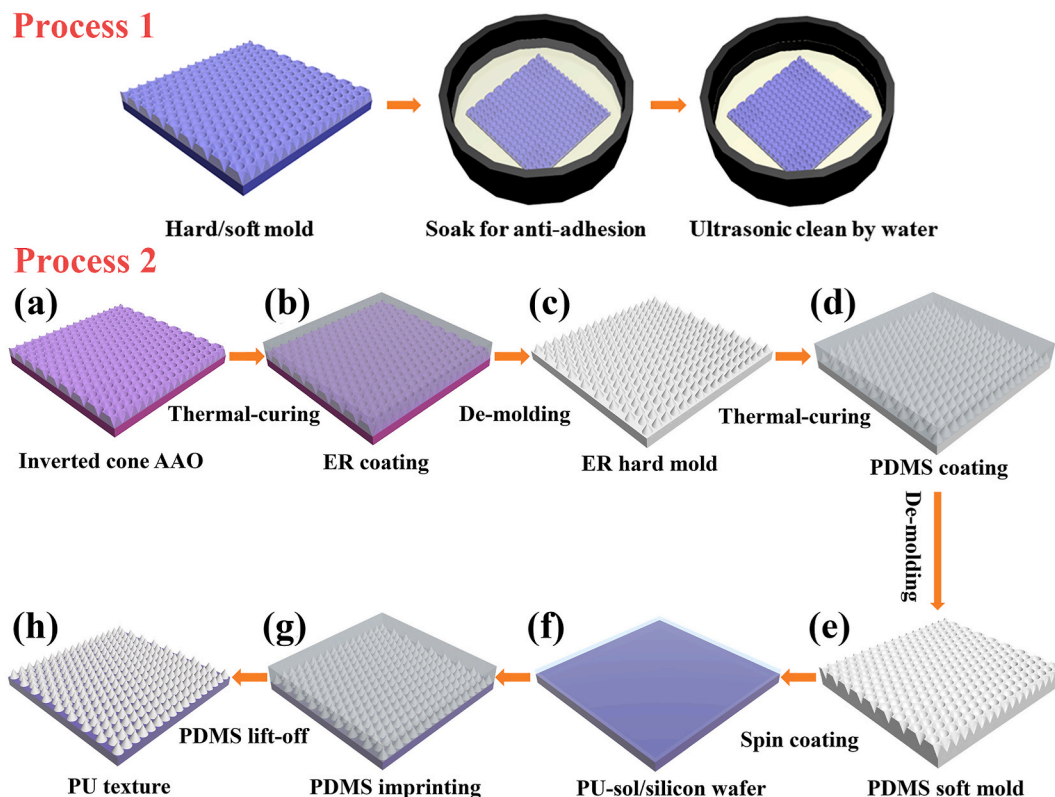 Process 1
Hard/soft mold
Soak for anti-adhesion
Ultrasonic clean by water
Process 2
(a)
(b)
(c)
(d)
Thermal-curing
De-molding
Thermal-curing
Inverted cone AAO
ER coating
ER hard mold
PDMS coating
De-molding
(h)
(g)
(f)
(e)
PDMS lift-off
Spin coating
PU texture
PDMS imprinting
PU-sol/silicon wafer
PDMS soft mold